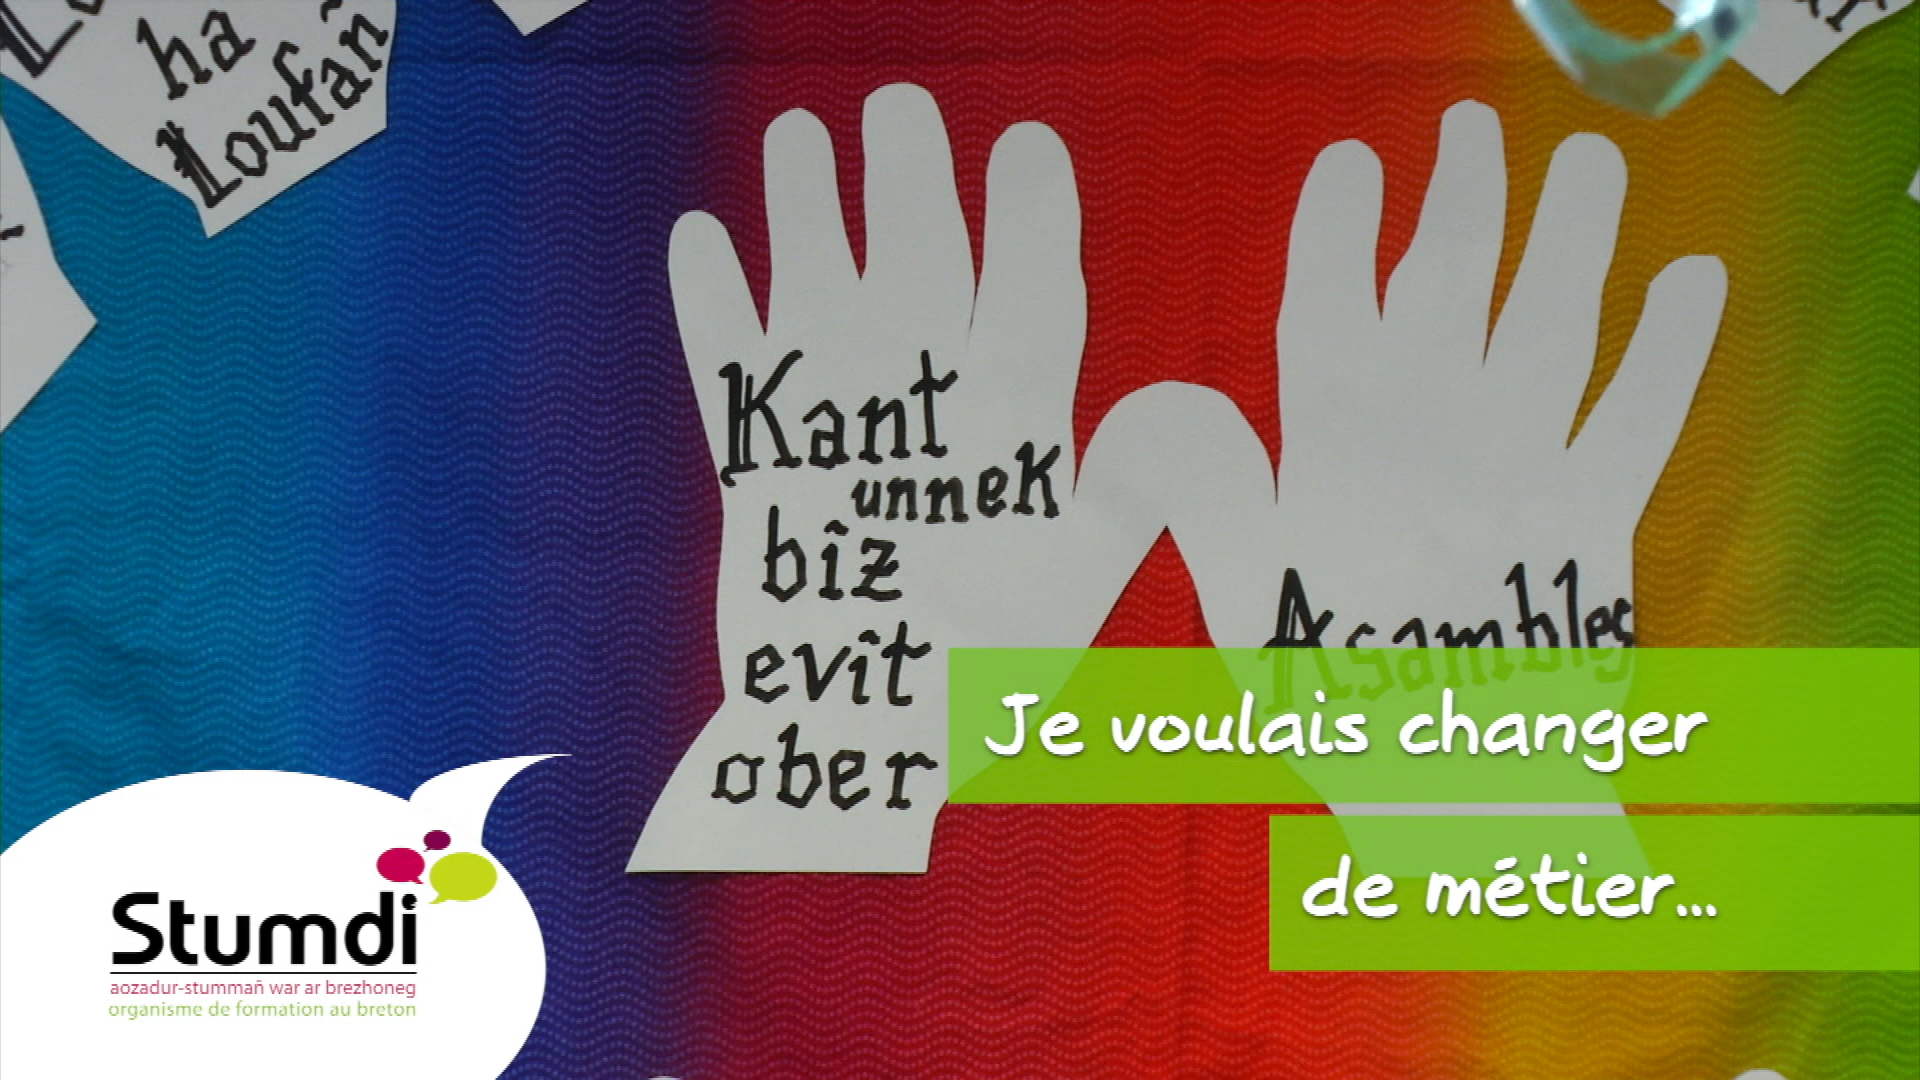 ha
Loufañ
Kant
unnek
biz
evit
ober
Asambles
Je voulais changer
de métier...
Stumdi
aozadur-stummañ war ar brezhoneg
organisme de formation au breton